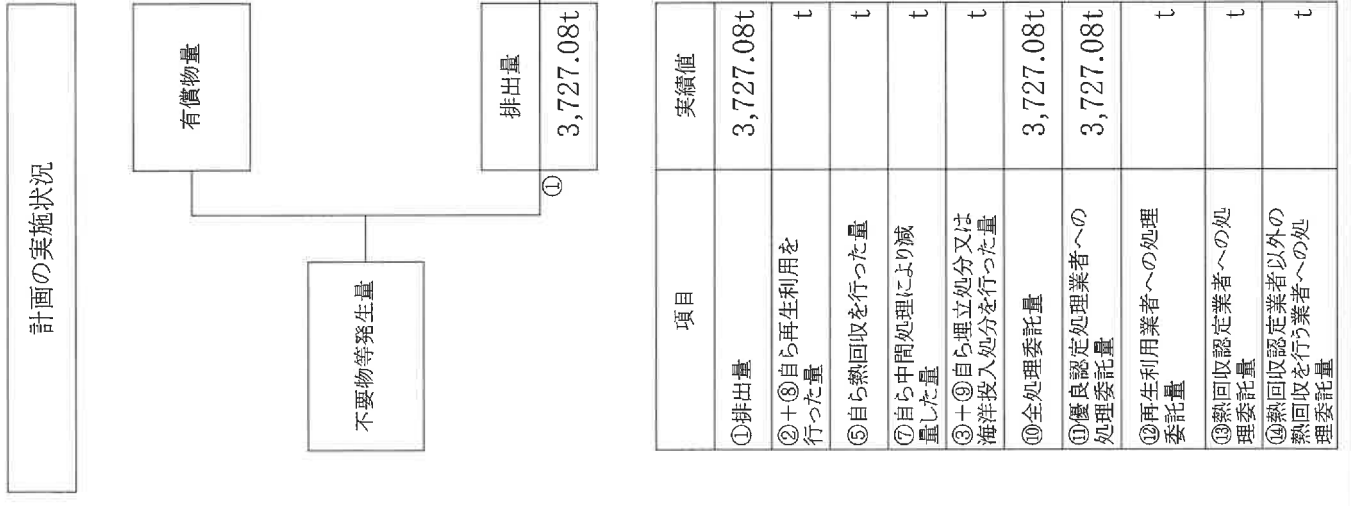 計画の実施状況
有償物量
不要物等発生量
排出量
① 3,727.08t
項目 実績値
①排出量 3,727.08t
②+⑧自ら再生利用を
行った量 t
⑤自ら熱回収を行った量 t
⑦自ら中間処理により減
量した量 t
③+⑨自ら埋立処分又は
海洋投入処分を行った量 t
⑩全処理委託量 3,727.08t
⑪優良認定処理業者への
処理委託量 3,727.08t
⑫再生利用業者への処理
委託量 t
⑬熱回収認定業者への処
理委託量 t
⑭熱回収認定業者以外の
熱回収を行う業者への処
理委託量 t